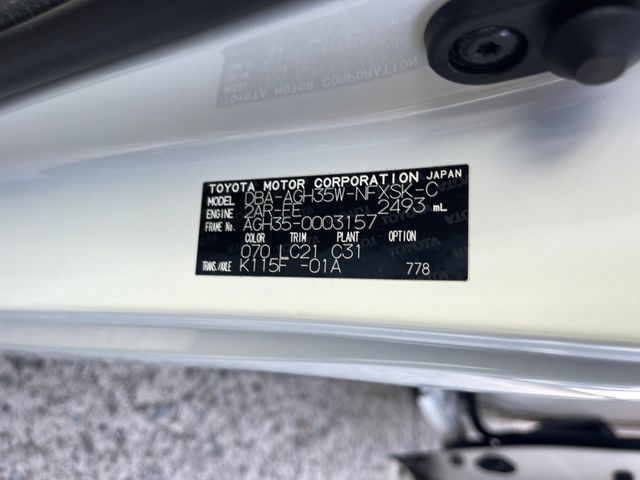 TOYOTA MOTOR CORPORATION JAPAN
MODEL DBA-AGH35W-NFXSK-C
ENGINE 2AR-FE 2493 mL
FRAME No. AGH35-0003157
COLOR TRIM PLANT OPTION
070 LC21 C31
TRANS./AXLE K115F -01A 778